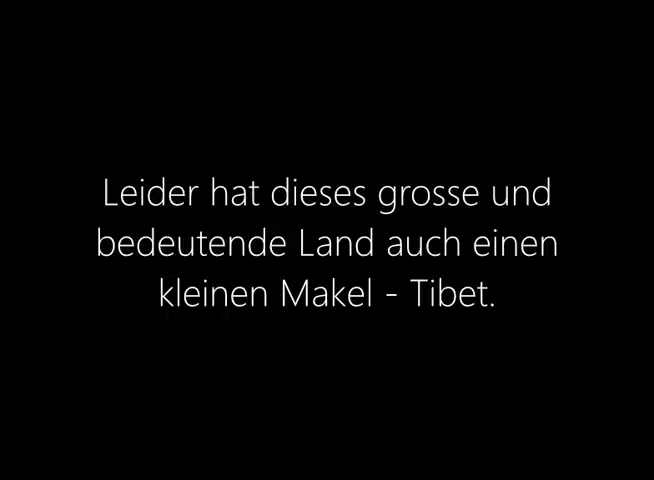 Leider hat dieses grosse und
bedeutende Land auch einen
kleinen Makel - Tibet.